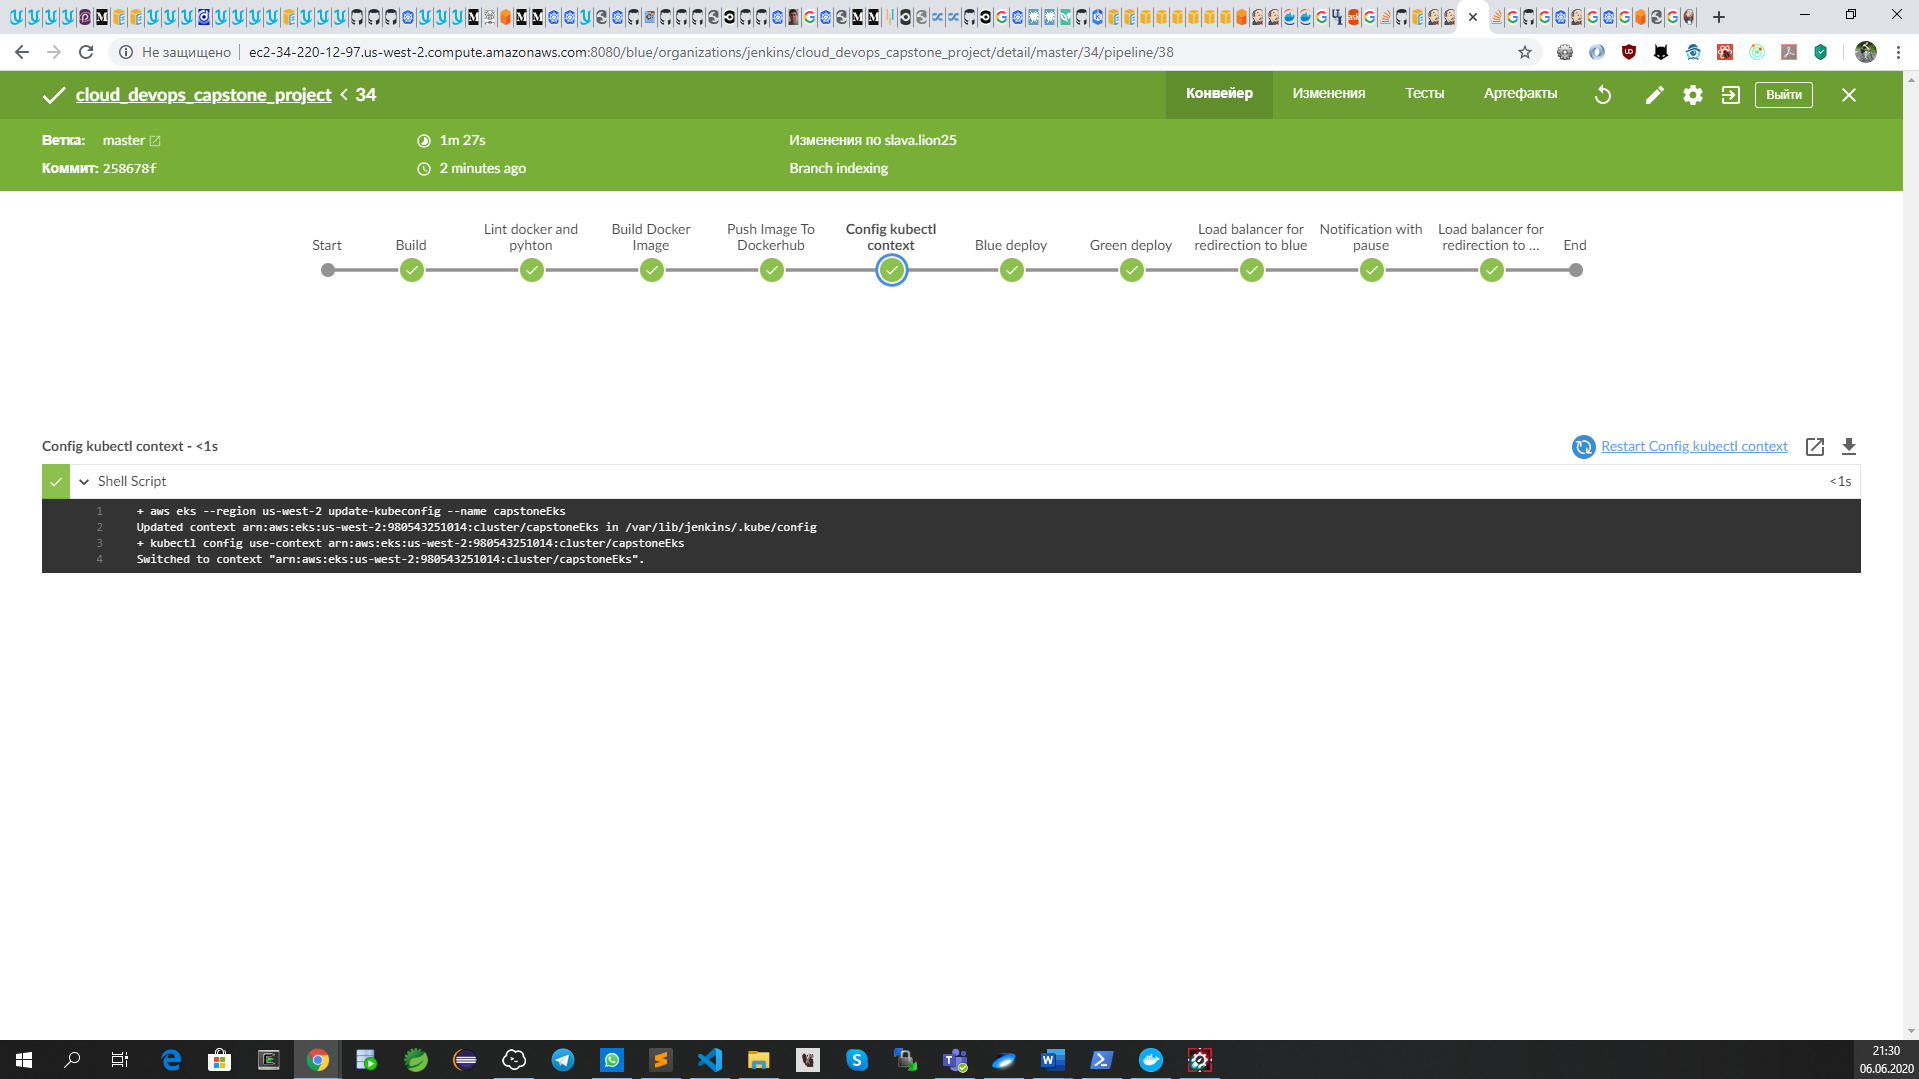 Не защищено
ec2-34-220-12-97.us-west-2.compute.amazonaws.com:8080/blue/organizations/jenkins/cloud_devops_capstone_project/detail/master/34/pipeline/38
cloud_devops_capstone_project < 34
Конвейер Изменения Тесты Артефакты Выйти
Ветка: master 1m 27s Изменения по slava.lion25
Коммит: 258678f 2 minutes ago Branch indexing
Start
Build
Lint docker and
pyhton
Build Docker
Image
Push Image To
Dockerhub
Config kubectl
context
Blue deploy
Green deploy
Load balancer for
redirection to blue
Notification with
pause
Load balancer for
redirection to ...
End
Config kubectl context - <1s
Restart Config kubectl context
Shell Script <1s
1 + aws eks --region us-west-2 update-kubeconfig --name capstoneEks
2 Updated context arn:aws:eks:us-west-2:980543251014:cluster/capstoneEks in /var/lib/jenkins/.kube/config
3 + kubectl config use-context arn:aws:eks:us-west-2:980543251014:cluster/capstoneEks
4 Switched to context "arn:aws:eks:us-west-2:980543251014:cluster/capstoneEks".
21:30
06.06.2020